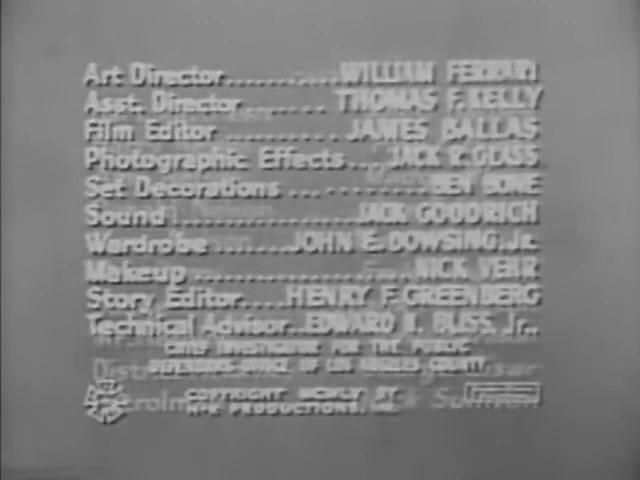 Art Director............WILLIAM FERRARI
Asst. Director....... THOMAS F. KELLY
Film Editor .......... JAMES BALLAS
Photographic Effects....JACK R. GLASS
Set Decorations ............BEN BONE
Sound....................JACK GOODRICH
Wardrobe.......JOHN E. DOWSING, Jr.
Makeup ....................NICK
Story Editor.....HENRY F. GREENBERG
Technical Advisor..EDWARD N. BLISS, Jr.,
CHIEF INVESTIGATOR FOR THE PUBLIC
DEFENDERS OFFICE OF LOS ANGELES COUNTY
COPYRIGHT MCMLV BY
PRODUCTIONS, INC.